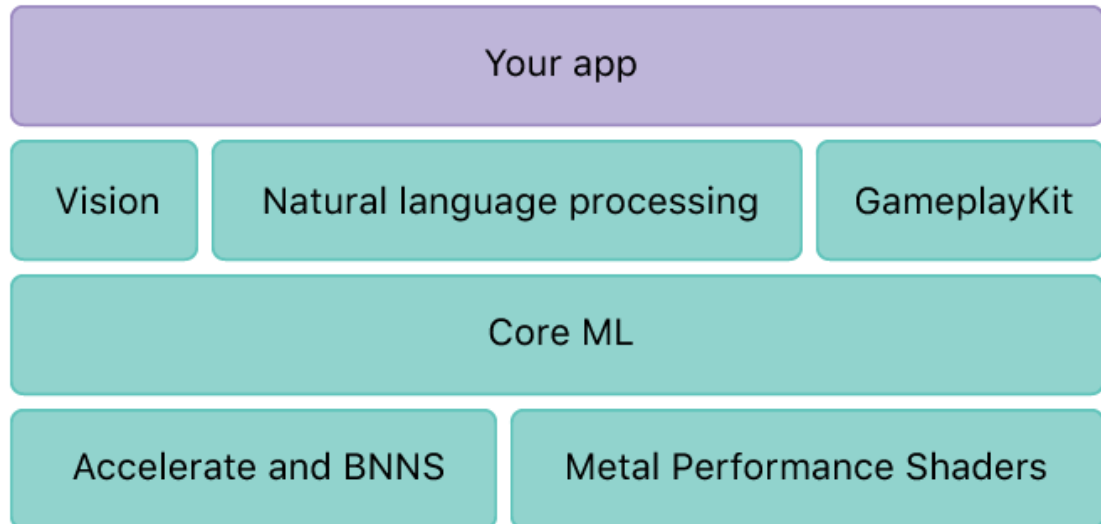 Your app
Vision
Natural language processing
GameplayKit
Core ML
Accelerate and BNNS
Metal Performance Shaders